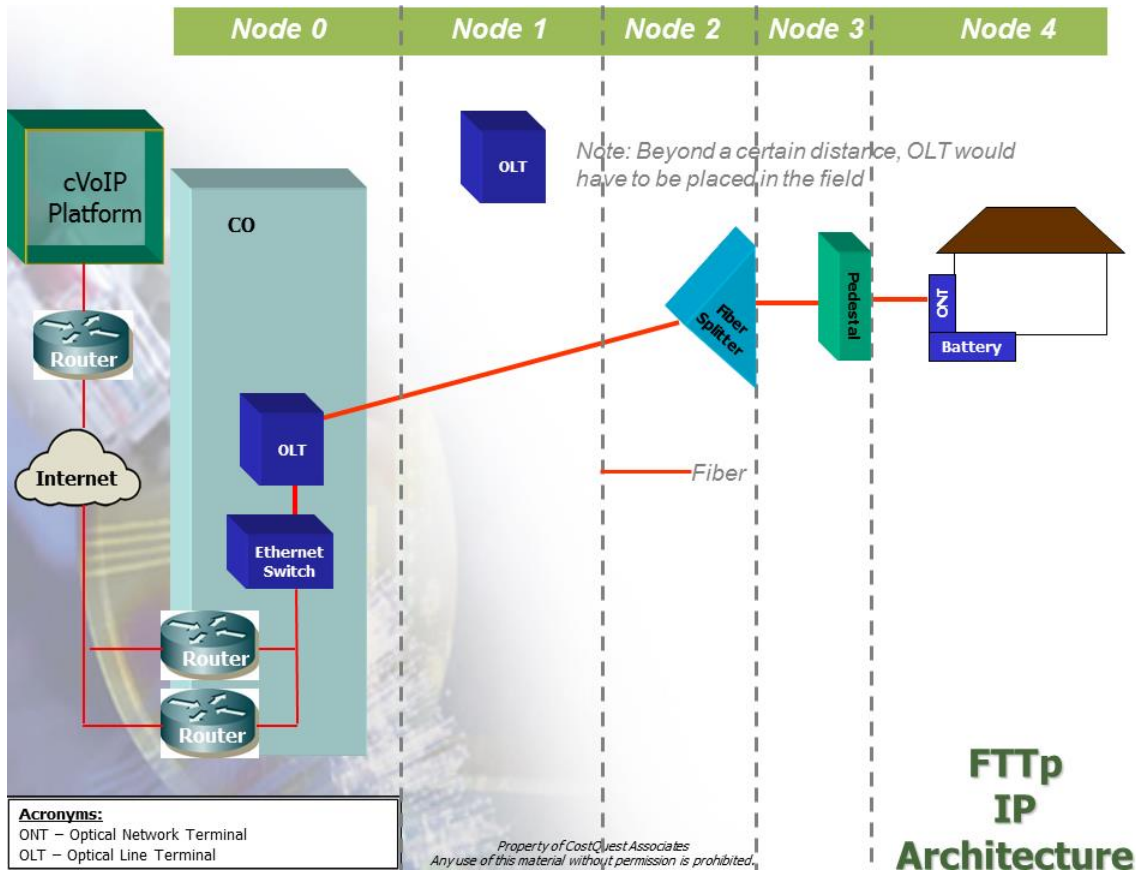 Node 0
Node 1
Node 2
Node 3
Node 4
cVoIP
Platform
CO
OLT
Note: Beyond a certain distance, OLT would
have to be placed in the field
Router
Fiber
Splitter
Pedestal
ONT
Battery
Internet
OLT
Fiber
Ethernet
Switch
Router
Router
FTTp
IP
Architecture
Acronyms:
ONT – Optical Network Terminal
OLT – Optical Line Terminal
Property of CostQuest Associates
Any use of this material without permission is prohibited.